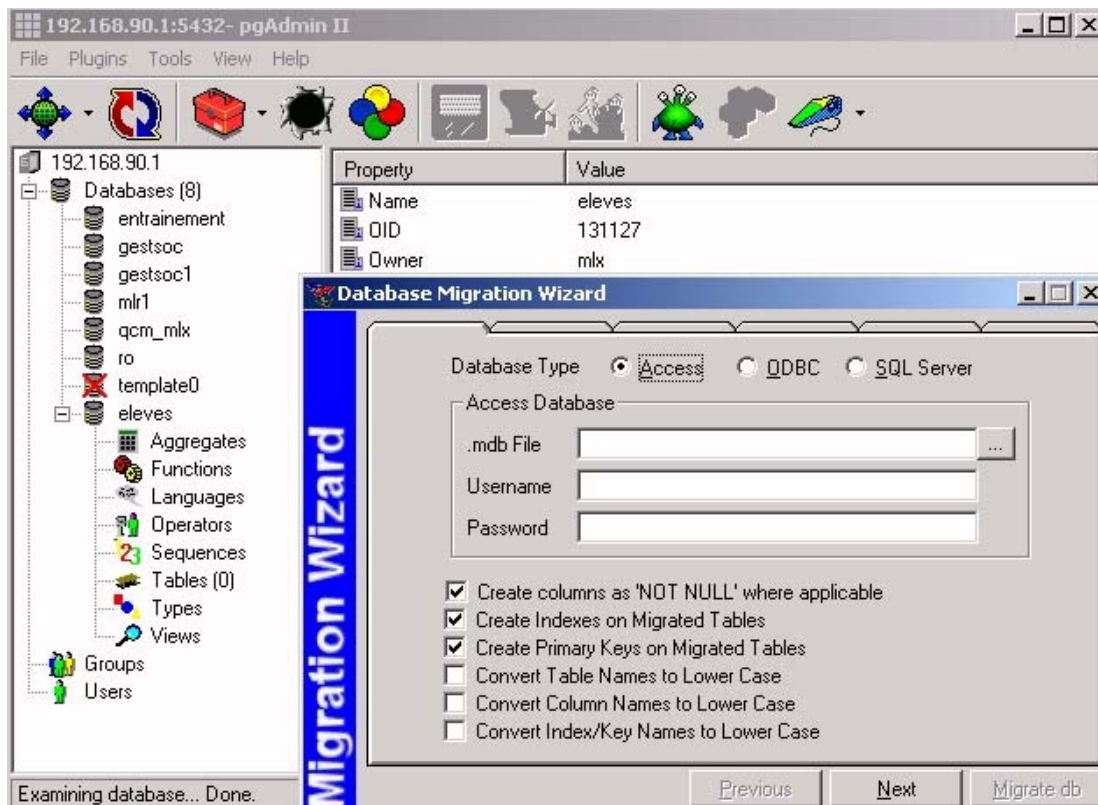 192.168.90.1:5432- pgAdmin II
File Plugins Tools View Help
192.168.90.1
Databases (8)
entrainement
gestsoc
gestsoc1
mlr1
qcm_mlx
ro
template0
eleves
Aggregates
Functions
Languages
Operators
Sequences
Tables (0)
Types
Views
Groups
Users
Property Value
Name eleves
OID 131127
Owner mlx
Database Migration Wizard
Migration Wizard
Database Type Access ODBC SQL Server
Access Database
.mdb File ...
Username
Password
Create columns as 'NOT NULL' where applicable
Create Indexes on Migrated Tables
Create Primary Keys on Migrated Tables
Convert Table Names to Lower Case
Convert Column Names to Lower Case
Convert Index/Key Names to Lower Case
Previous Next Migrate db
Examining database... Done.